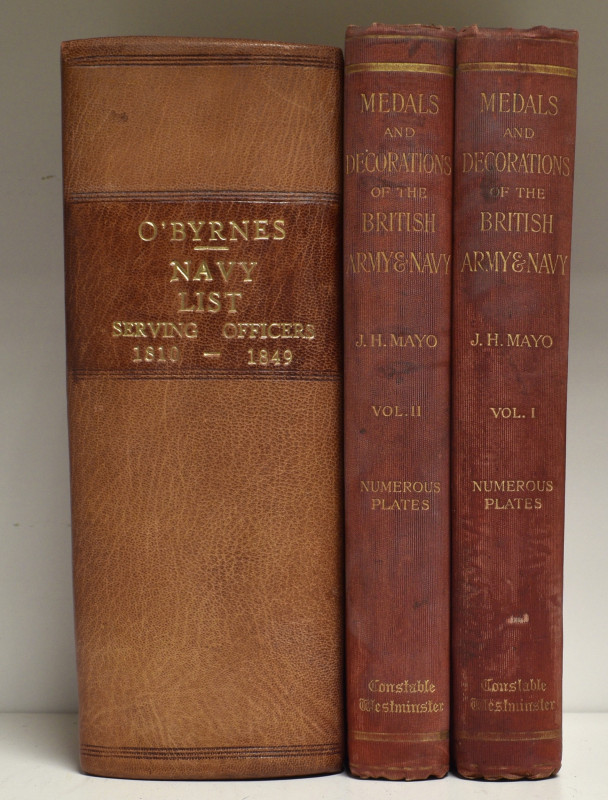 O'BYRNES
NAVY
LIST
SERVING OFFICERS
1810 — 1849
MEDALS
AND
DECORATIONS
OF THE
BRITISH
ARMY & NAVY
J. H. MAYO
VOL. II
NUMEROUS
PLATES
Constable
Westminster
MEDALS
AND
DECORATIONS
OF THE
BRITISH
ARMY & NAVY
J. H. MAYO
VOL. I
NUMEROUS
PLATES
Constable
Westminster